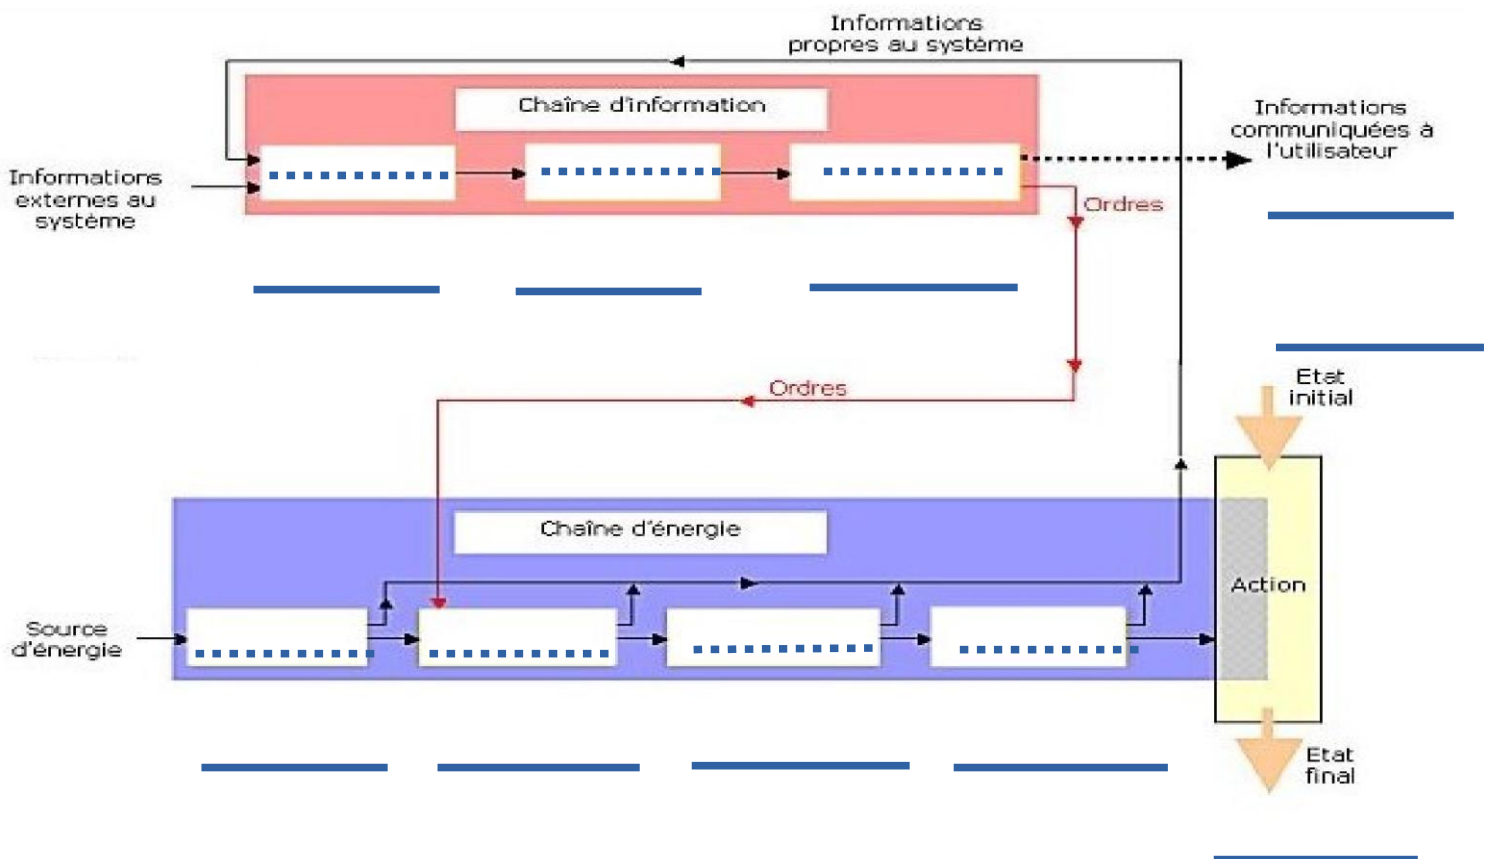 Informations
propres au système
Chaîne d'information
Informations
communiquées à
l'utilisateur
Informations
externes au
système
Ordres
Ordres
Etat
initial
Chaîne d'énergie
Action
Source
d'énergie
Etat
final